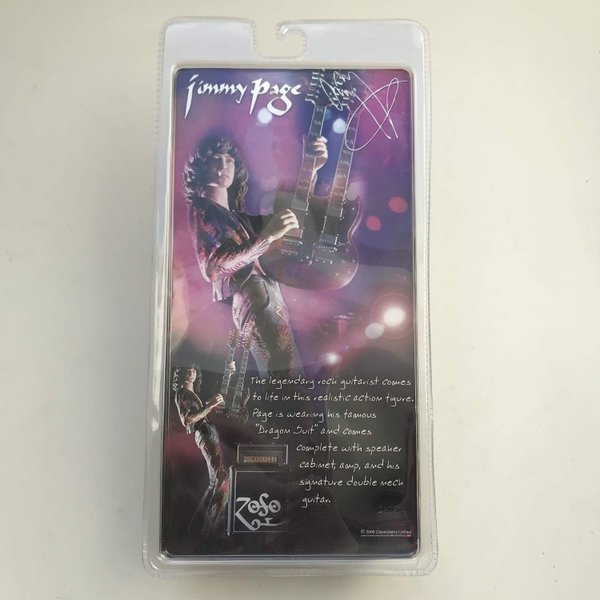 jimmy page
The legendary rock guitarist comes
to life in this realistic action figure.
Page is wearing his famous
"Dragon Suit" and comes
complete with speaker
cabinet, amp, and his
signature double neck
guitar.
ZoSo